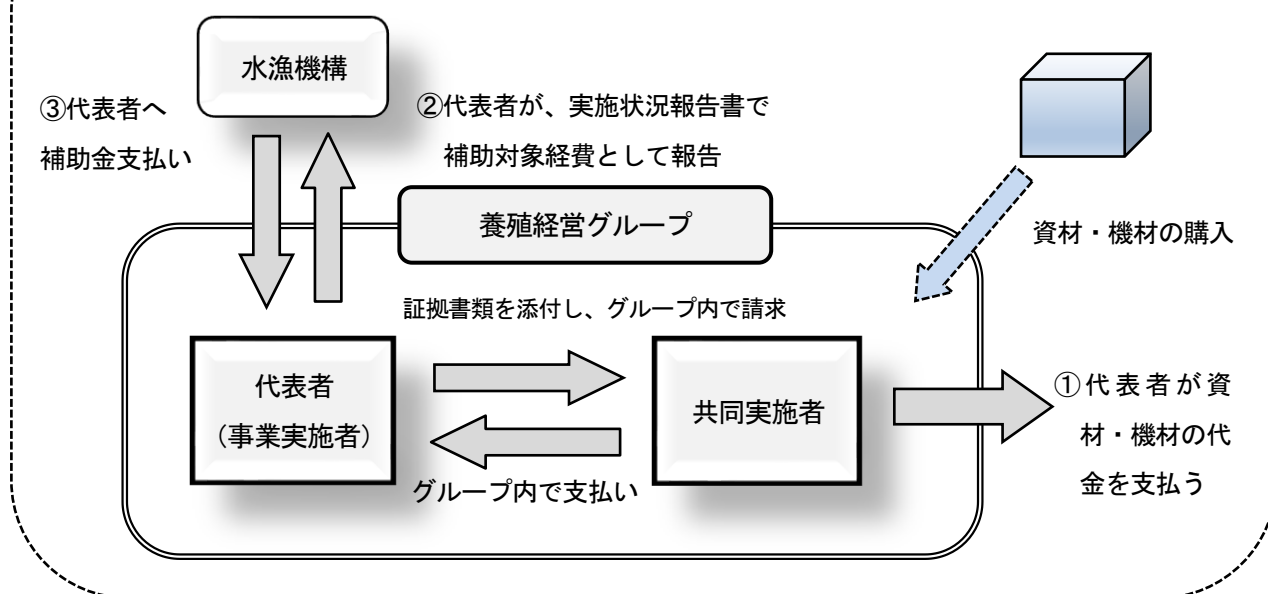 水漁機構
③代表者へ
補助金支払い
②代表者が、実施状況報告書で
補助対象経費として報告
養殖経営グループ
資材・機材の購入
証拠書類を添付し、グループ内で請求
代表者
（事業実施者）
共同実施者
グループ内で支払い
①代表者が資
材・機材の代
金を支払う